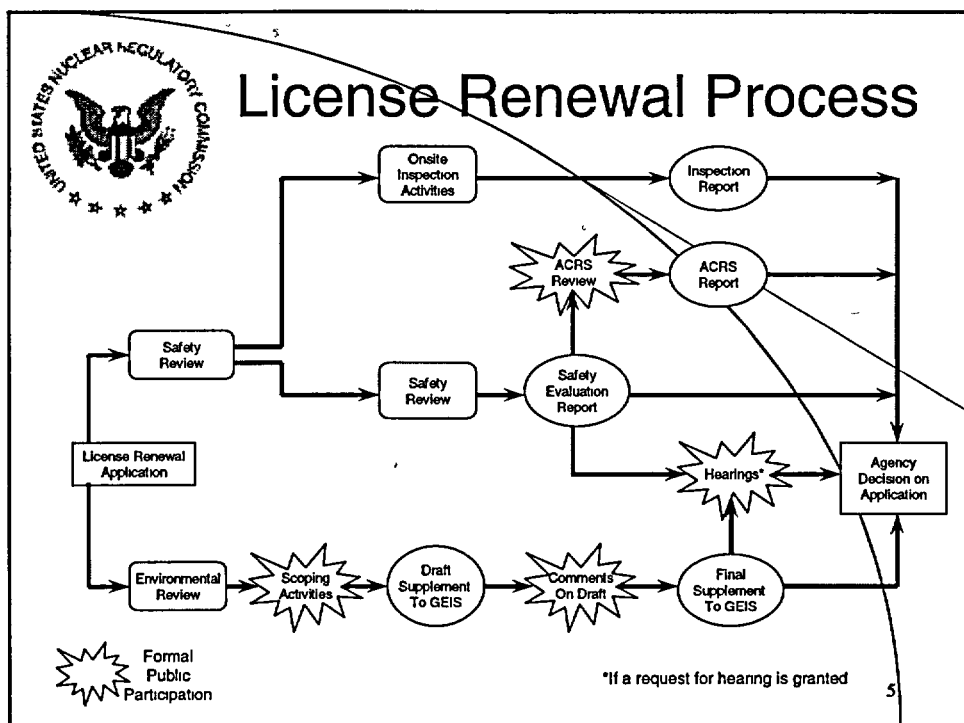 UNITED STATES NUCLEAR REGULATORY COMMISSION
License Renewal Process
Onsite
Inspection
Activities
Inspection
Report
ACRS
Review
ACRS
Report
Safety
Review
Safety
Review
Safety
Evaluation
Report
License Renewal
Application
Hearings*
Agency
Decision on
Application
Environmental
Review
Scoping
Activities
Draft
Supplement
To GEIS
Comments
On Draft
Final
Supplement
To GEIS
Formal
Public
Participation
*If a request for hearing is granted
5